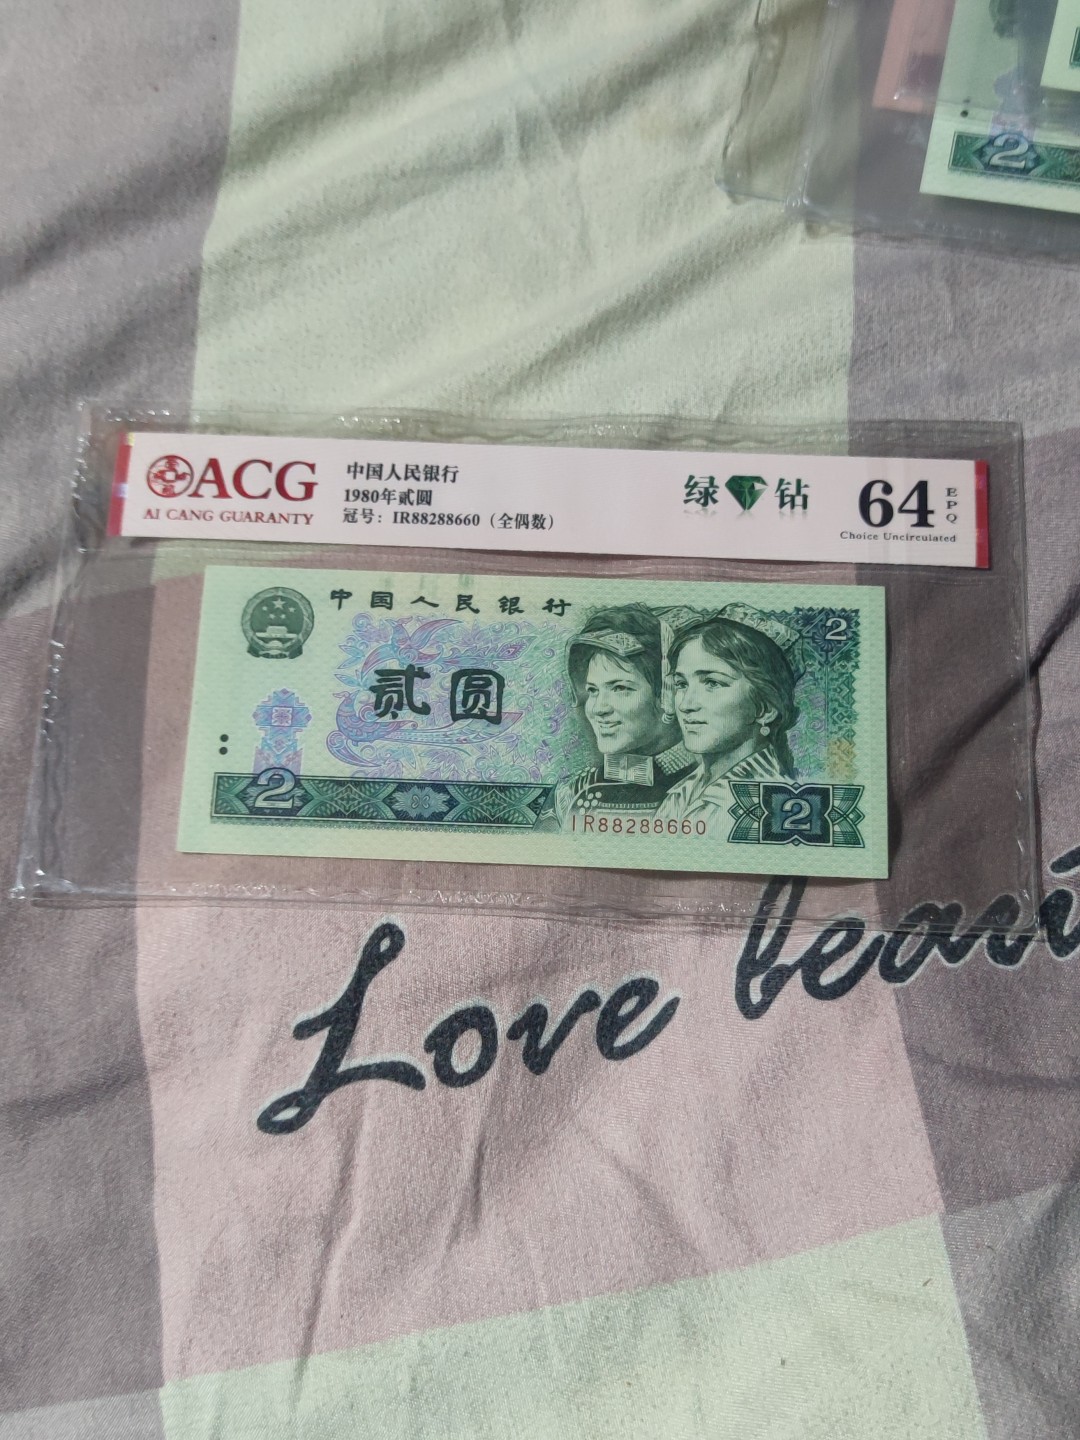 2
ACG
AI CANG GUARANTY
中国人民银行
1980年贰圆
冠号: IR88288660 (全偶数)
绿 钻
64
EPQ
Choice Uncirculated
中国人民银行
2
贰圆
2
2
IR88288660
Love beau